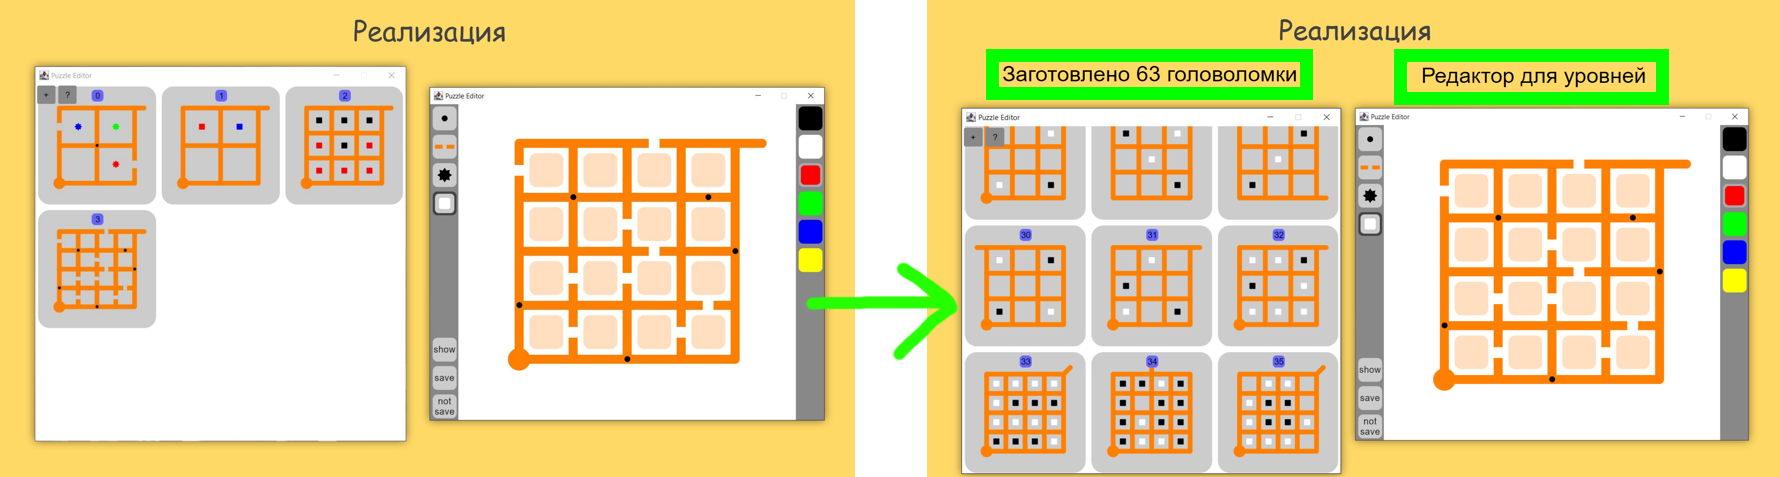 Реализация
Puzzle Editor
+ ?
0
1
2
3
Puzzle Editor
show
save
not
save
Реализация
Заготовлено 63 головоломки
Редактор для уровней
Puzzle Editor
+ ?
30
31
32
33
34
35
Puzzle Editor
show
save
not
save